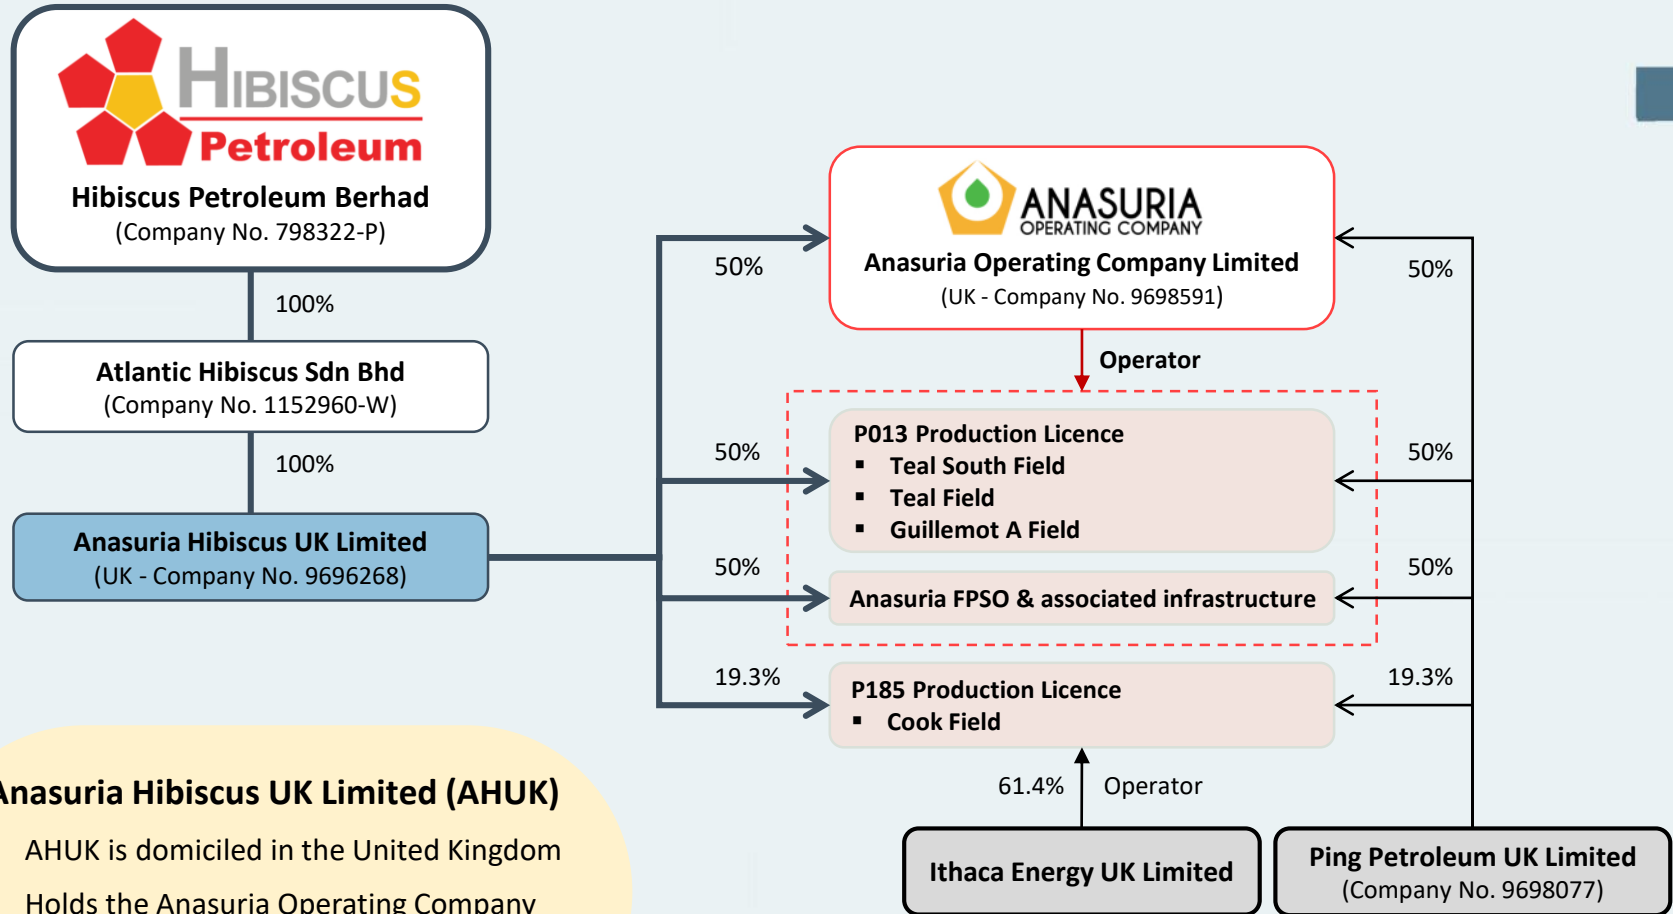 HIBISCUS
Petroleum
Hibiscus Petroleum Berhad
(Company No. 798322-P)
100%
Atlantic Hibiscus Sdn Bhd
(Company No. 1152960-W)
100%
Anasuria Hibiscus UK Limited
(UK - Company No. 9696268)
ANASURIA
OPERATING COMPANY
Anasuria Operating Company Limited
(UK - Company No. 9698591)
50%
50%
Operator
P013 Production Licence
▪ Teal South Field
▪ Teal Field
▪ Guillemot A Field
50%
50%
Anasuria FPSO & associated infrastructure
50%
50%
P185 Production Licence
▪ Cook Field
19.3%
19.3%
61.4%
Operator
Ithaca Energy UK Limited
Ping Petroleum UK Limited
(Company No. 9698077)
Anasuria Hibiscus UK Limited (AHUK)
AHUK is domiciled in the United Kingdom
Holds the Anasuria Operating Company